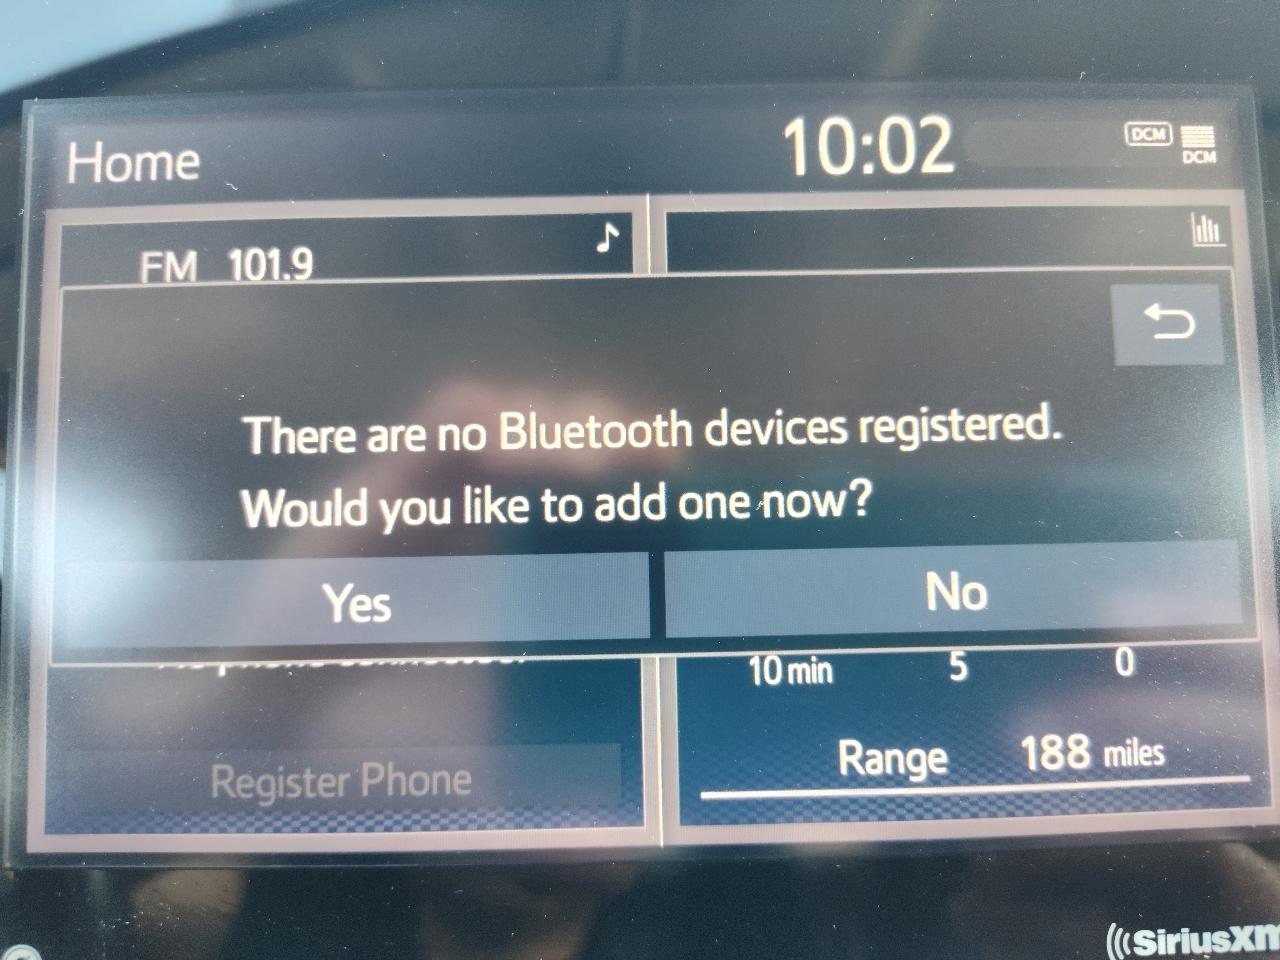 Home
10:02
DCM
DCM
FM 101.9
There are no Bluetooth devices registered.
Would you like to add one now?
Yes
No
10 min 5 0
Register Phone
Range 188 miles
SiriusXM